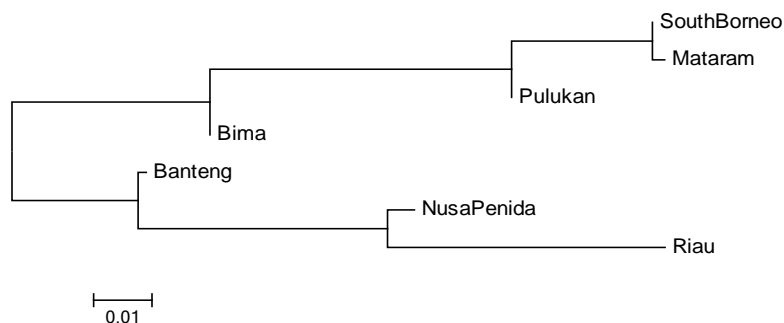 SouthBorneo
Mataram
Pulukan
Bima
Banteng
NusaPenida
Riau
0.01